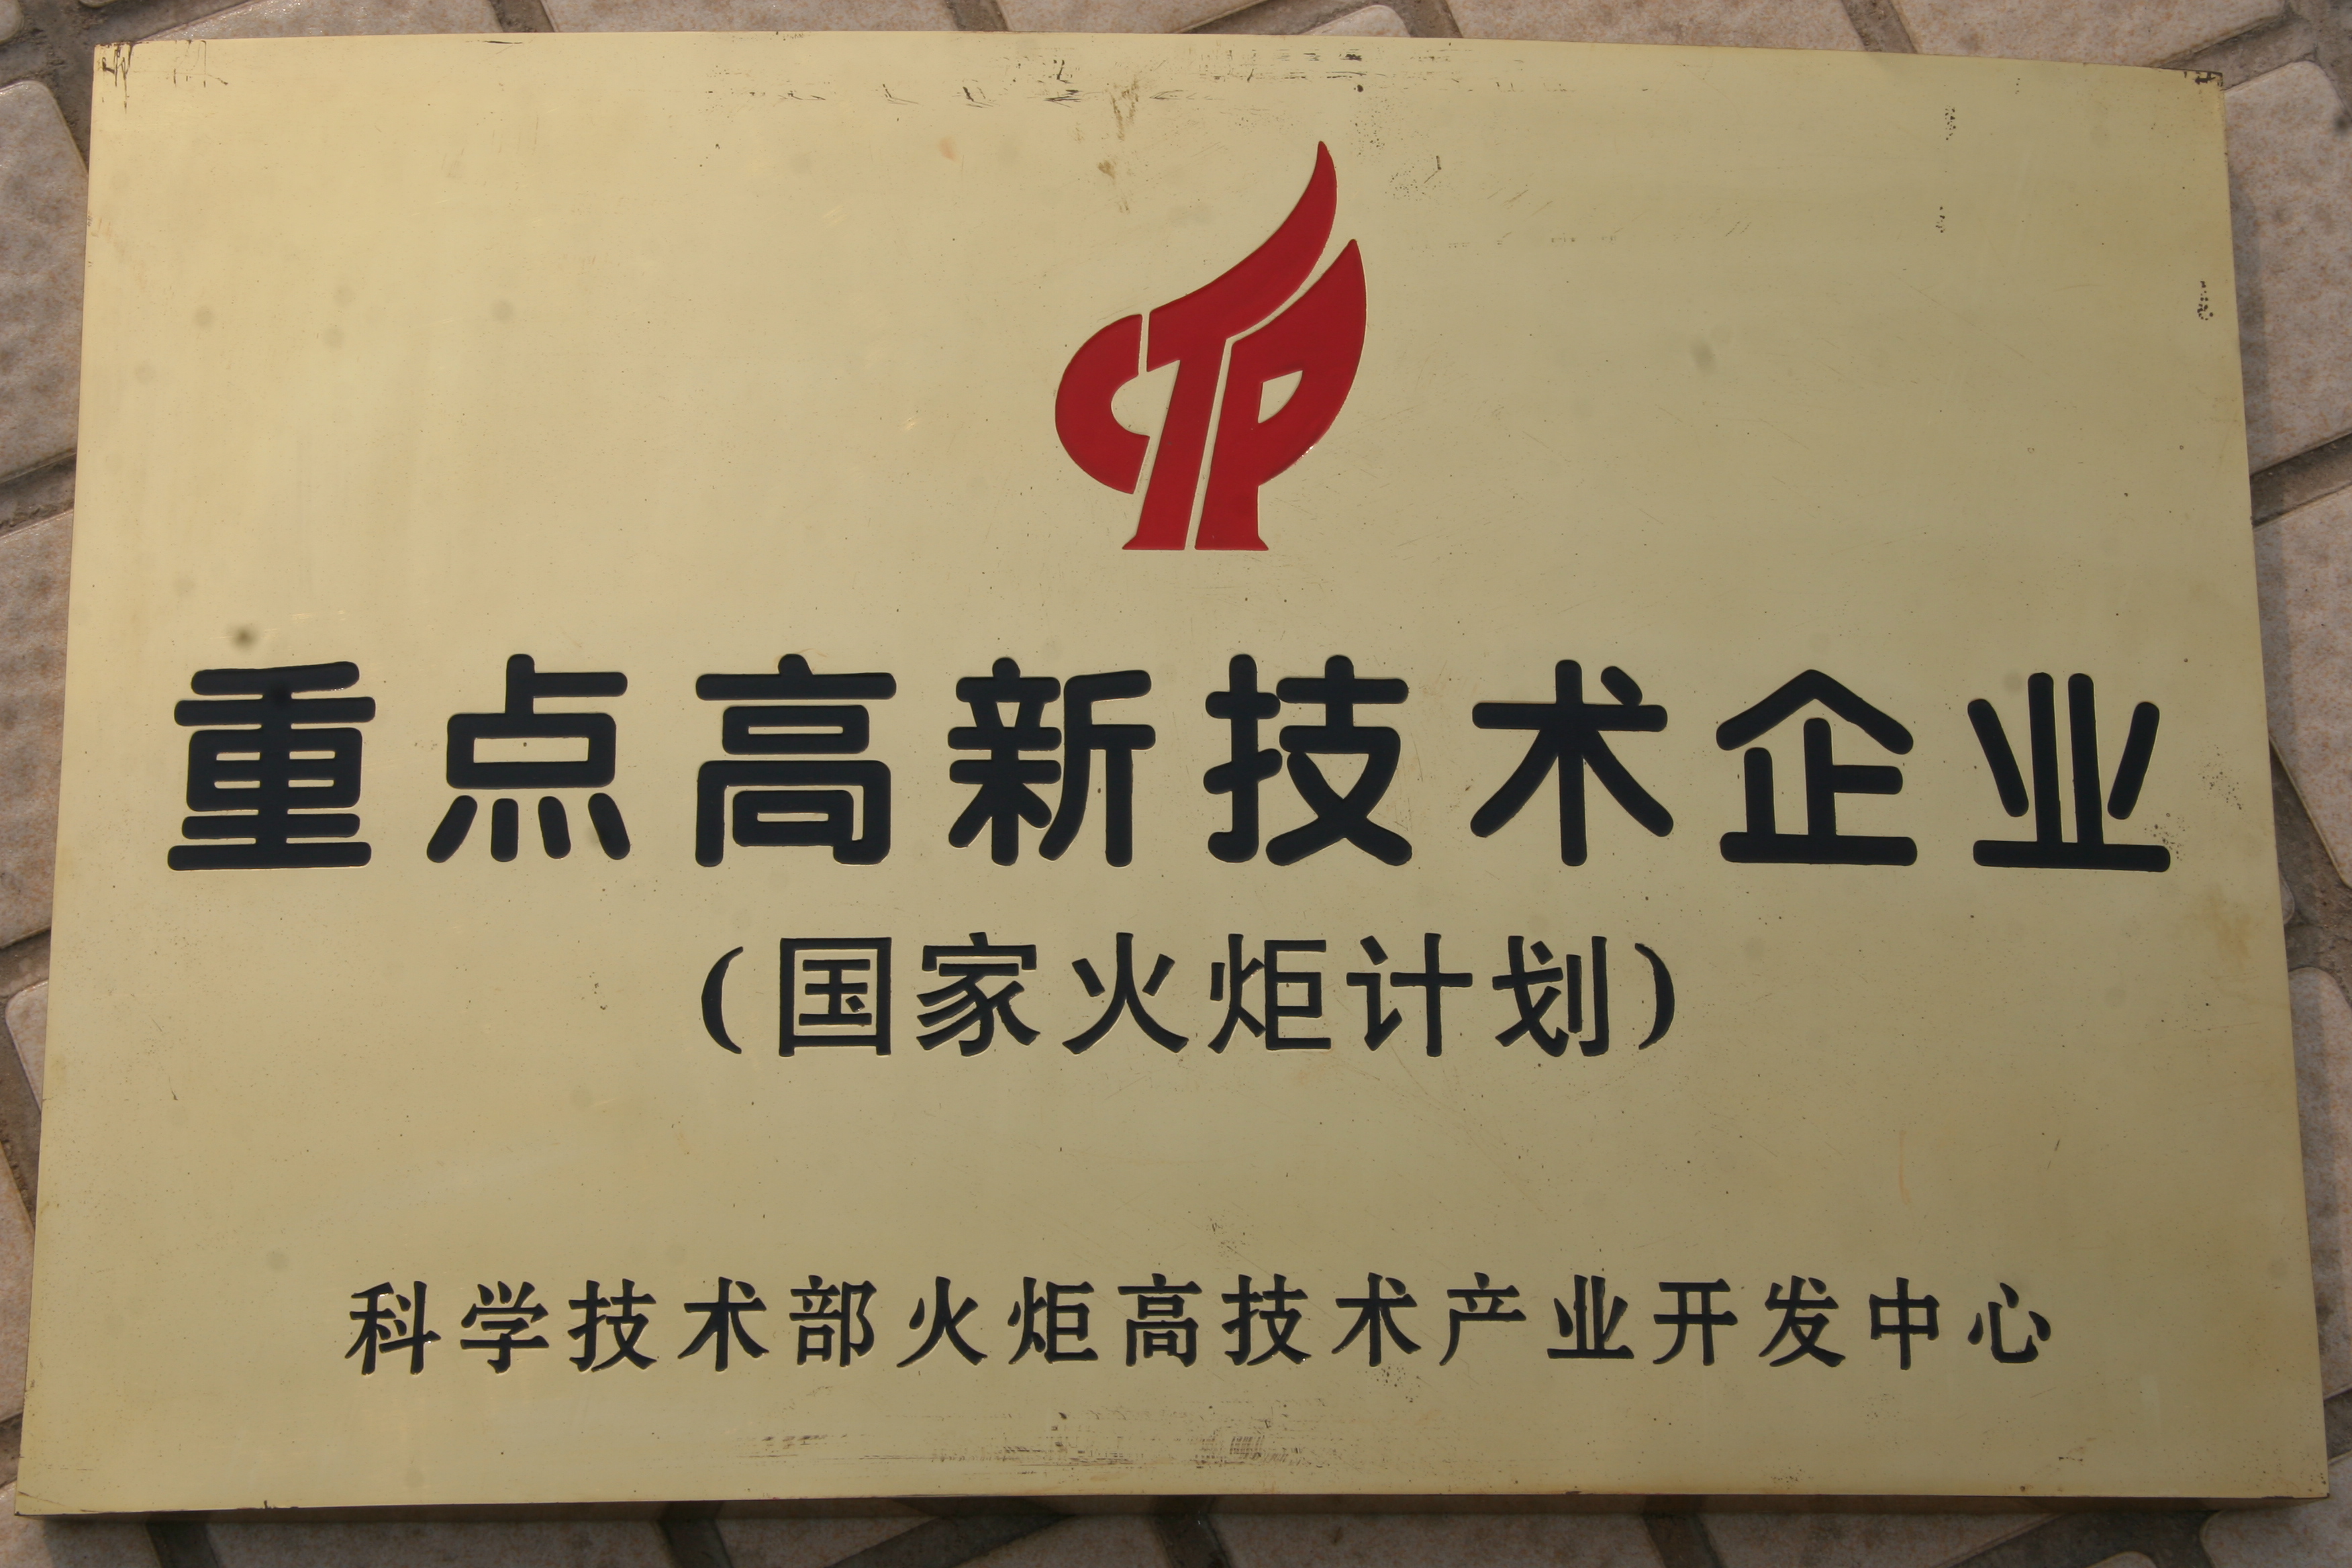 CTP
重点高新技术企业
(国家火炬计划)
科学技术部火炬高技术产业开发中心